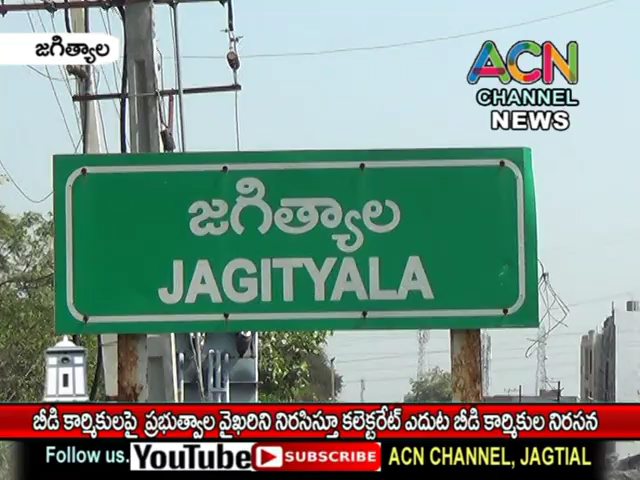 జగిత్యాల
ACN
CHANNEL
NEWS
జగిత్యాల
JAGITYALA
బీడి కార్మికులపై ప్రభుత్వాల వైఖరిని నిరసిస్తూ కలెక్టరేట్ ఎదుట బీడి కార్మికుల నిరసన
Follow us. YouTube SUBSCRIBE ACN CHANNEL, JAGTIAL